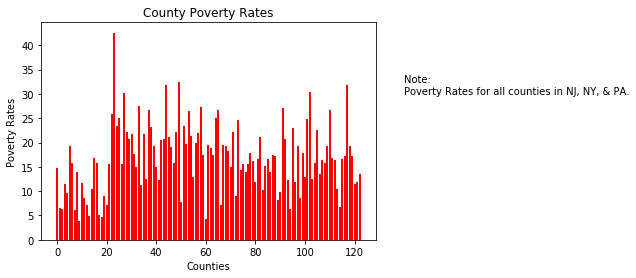 County Poverty Rates
Note:
Poverty Rates for all counties in NJ, NY, & PA.
Poverty Rates
40
35
30
25
20
15
10
5
0
0 20 40 60 80 100 120
Counties